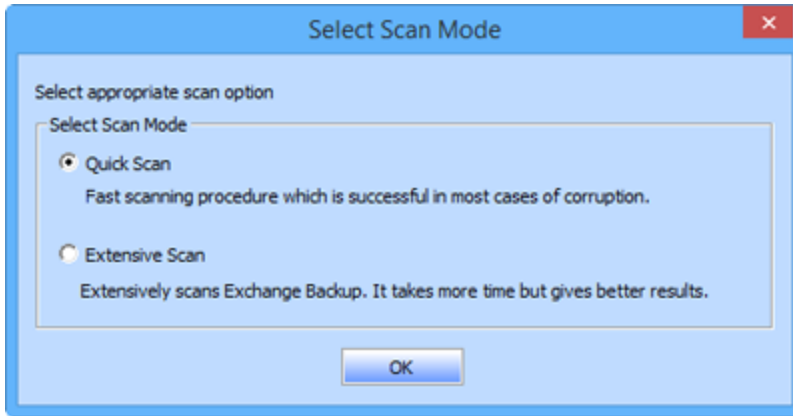 Select Scan Mode
Select appropriate scan option
Select Scan Mode
Quick Scan
Fast scanning procedure which is successful in most cases of corruption.
Extensive Scan
Extensively scans Exchange Backup. It takes more time but gives better results.
OK